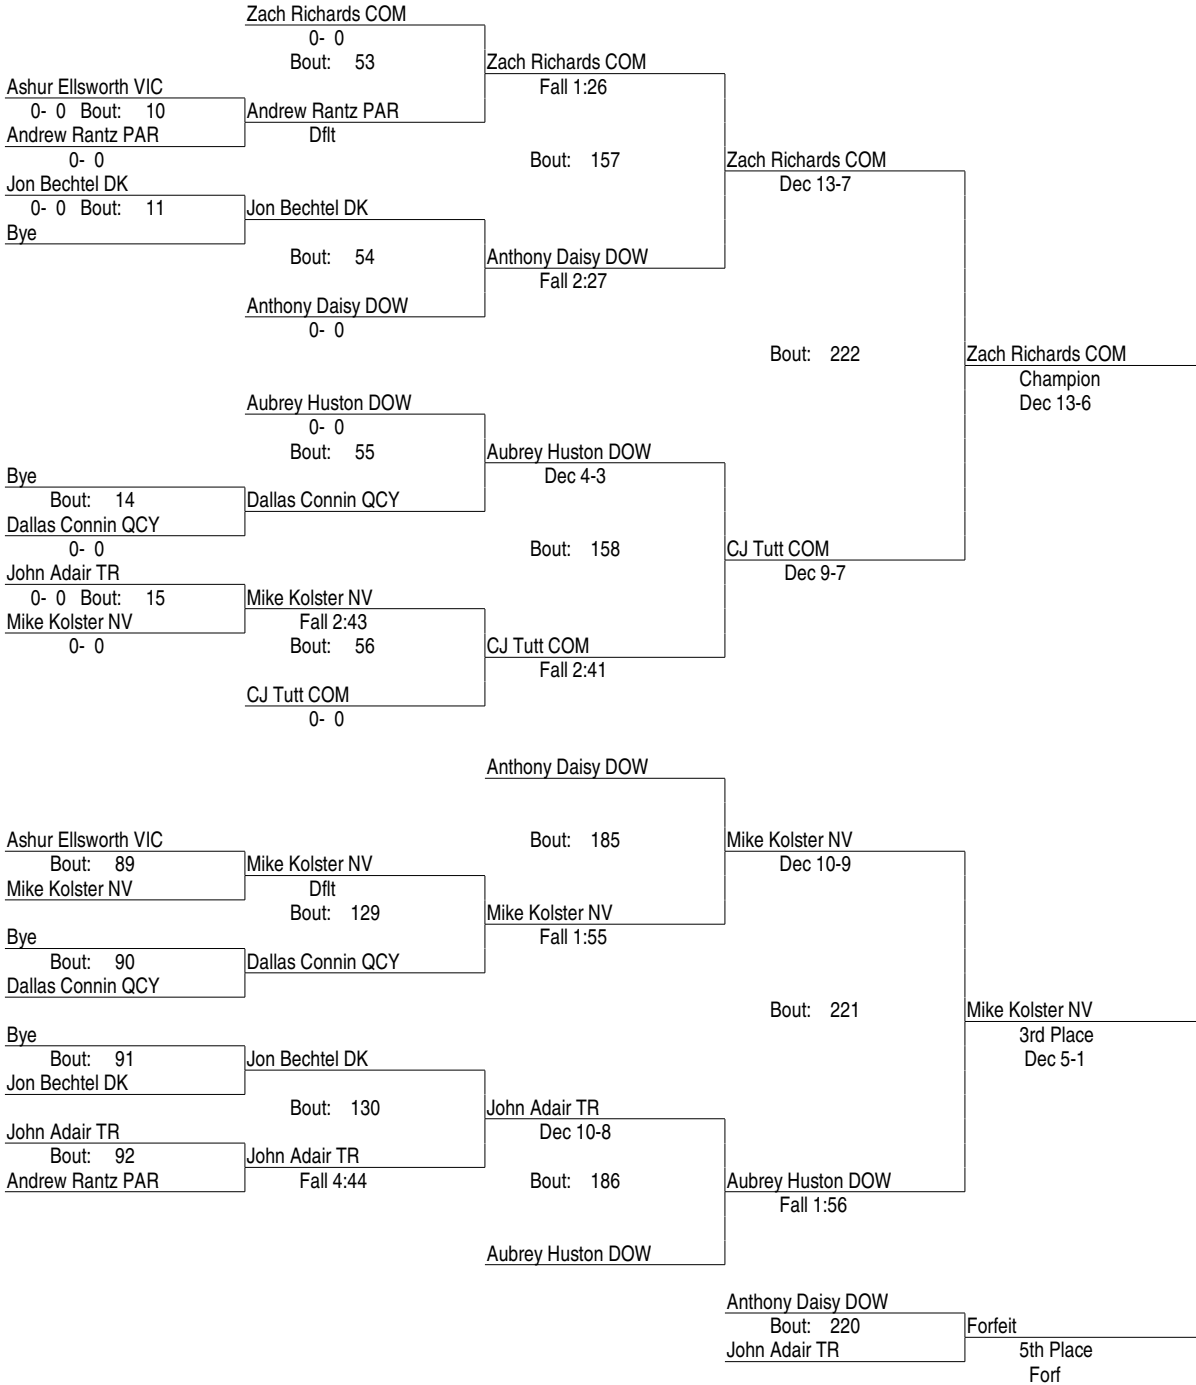 Zach Richards COM
0- 0
Bout: 53
Zach Richards COM
Fall 1:26
Ashur Ellsworth VIC
0- 0 Bout: 10
Andrew Rantz PAR
Andrew Rantz PAR
Dflt
0- 0
Bout: 157
Zach Richards COM
Dec 13-7
Jon Bechtel DK
0- 0 Bout: 11
Jon Bechtel DK
Bye
Bout: 54
Anthony Daisy DOW
Fall 2:27
Anthony Daisy DOW
0- 0
Bout: 222
Zach Richards COM
Champion
Dec 13-6
Aubrey Huston DOW
0- 0
Bout: 55
Aubrey Huston DOW
Dec 4-3
Bye
Bout: 14
Dallas Connin QCY
Dallas Connin QCY
0- 0
Bout: 158
CJ Tutt COM
Dec 9-7
John Adair TR
0- 0 Bout: 15
Mike Kolster NV
Mike Kolster NV
Fall 2:43
0- 0
Bout: 56
CJ Tutt COM
Fall 2:41
CJ Tutt COM
0- 0
Anthony Daisy DOW
Bout: 185
Mike Kolster NV
Dec 10-9
Ashur Ellsworth VIC
Bout: 89
Mike Kolster NV
Mike Kolster NV
Dflt
Bout: 129
Mike Kolster NV
Fall 1:55
Bye
Bout: 90
Dallas Connin QCY
Dallas Connin QCY
Bout: 221
Mike Kolster NV
3rd Place
Dec 5-1
Bye
Bout: 91
Jon Bechtel DK
Jon Bechtel DK
Bout: 130
John Adair TR
Dec 10-8
John Adair TR
Bout: 92
John Adair TR
Andrew Rantz PAR
Fall 4:44
Bout: 186
Aubrey Huston DOW
Fall 1:56
Aubrey Huston DOW
Anthony Daisy DOW
Bout: 220
Forfeit
John Adair TR
5th Place
Forf